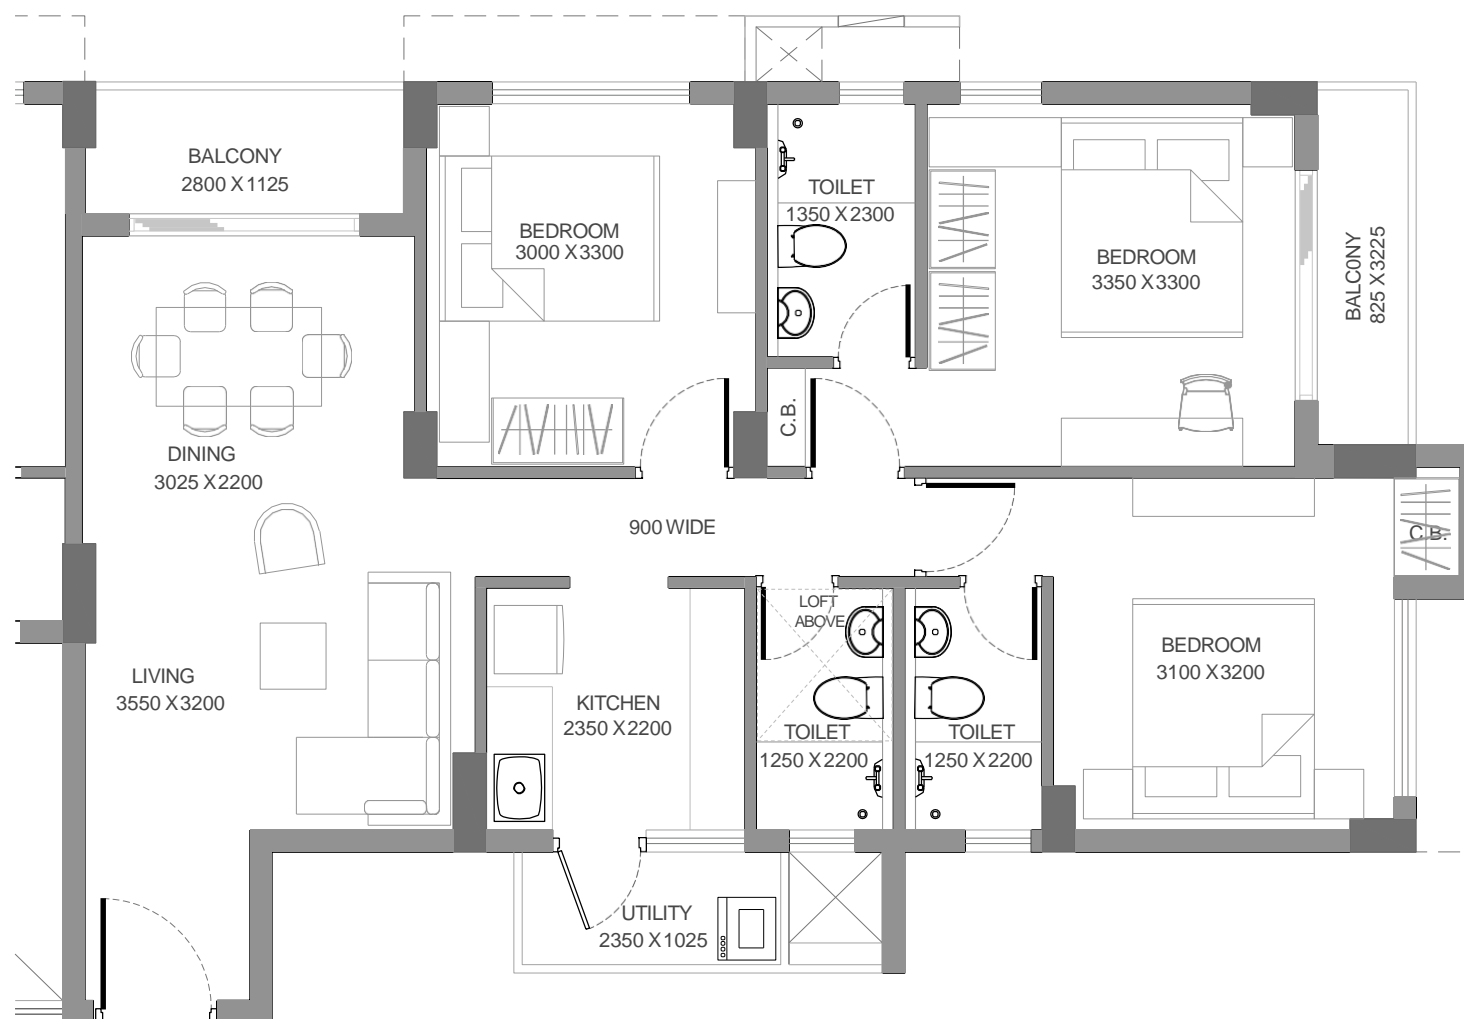 BALCONY
2800 X 1125
BEDROOM
3000 X 3300
TOILET
1350 X 2300
BEDROOM
3350 X 3300
BALC0NY
825 X 3225
DINING
3025 X 2200
C.B.
900 WIDE
C.B.
LOFT
ABOVE
LIVING
3550 X 3200
KITCHEN
2350 X 2200
TOILET
1250 X 2200
TOILET
1250 X 2200
BEDROOM
3100 X 3200
UTILITY
2350 X 1025